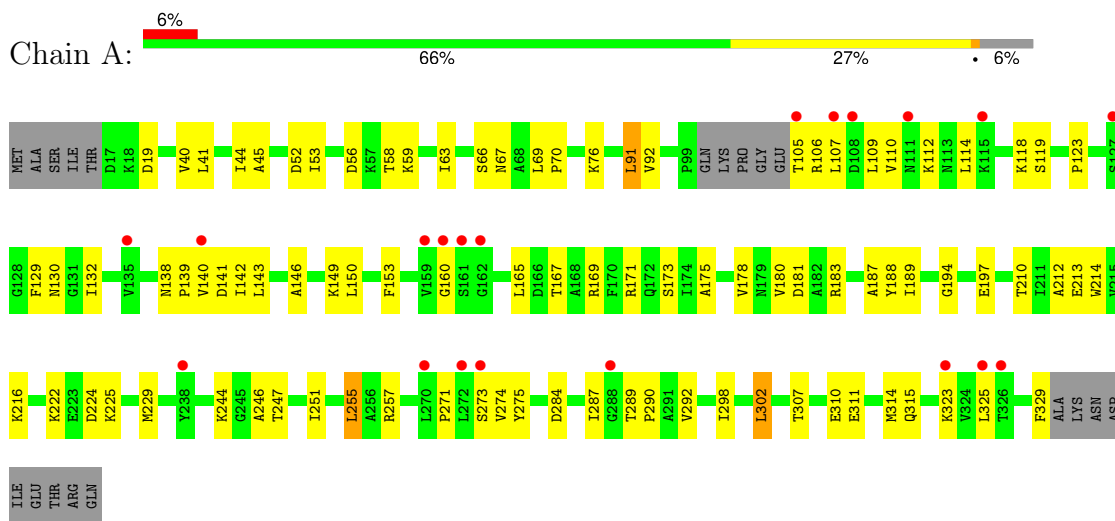 6%
Chain A:
66% 27% • 6%
MET ALA SER ILE THR D17 K18 D19 V40 L41 I44 A45 D52 I53 D56 K57 T58 K59 I63 S66 N67 A68 L69 P70 K76 L91 V92 P99 GLN LYS PRO GLY GLU T105 R106 L107 D108 L109 V110 N111 K112 N113 L114 K115 K118 S119 P123 S127
G128 F129 N130 G131 I132 V135 N138 P139 V140 D141 I142 L143 A146 K149 L150 F153 V159 G160 S161 G162 L165 D166 T167 A168 R169 F170 R171 Q172 S173 I174 A175 V178 N179 V180 D181 A182 R183 A187 Y188 I189 G194 E197 T210 I211 A212 E213 W214 V215
K216 K222 E223 D224 K225 M229 Y238 K244 G245 A246 T247 I251 L255 A256 R257 L270 P271 L272 S273 V274 Y275 D284 I287 G288 T289 P290 A291 V292 I298 L302 T307 E310 E311 M314 Q315 K323 V324 L325 T326 F329 ALA LYS ASN ASP
ILE GLU THR ARG GLN